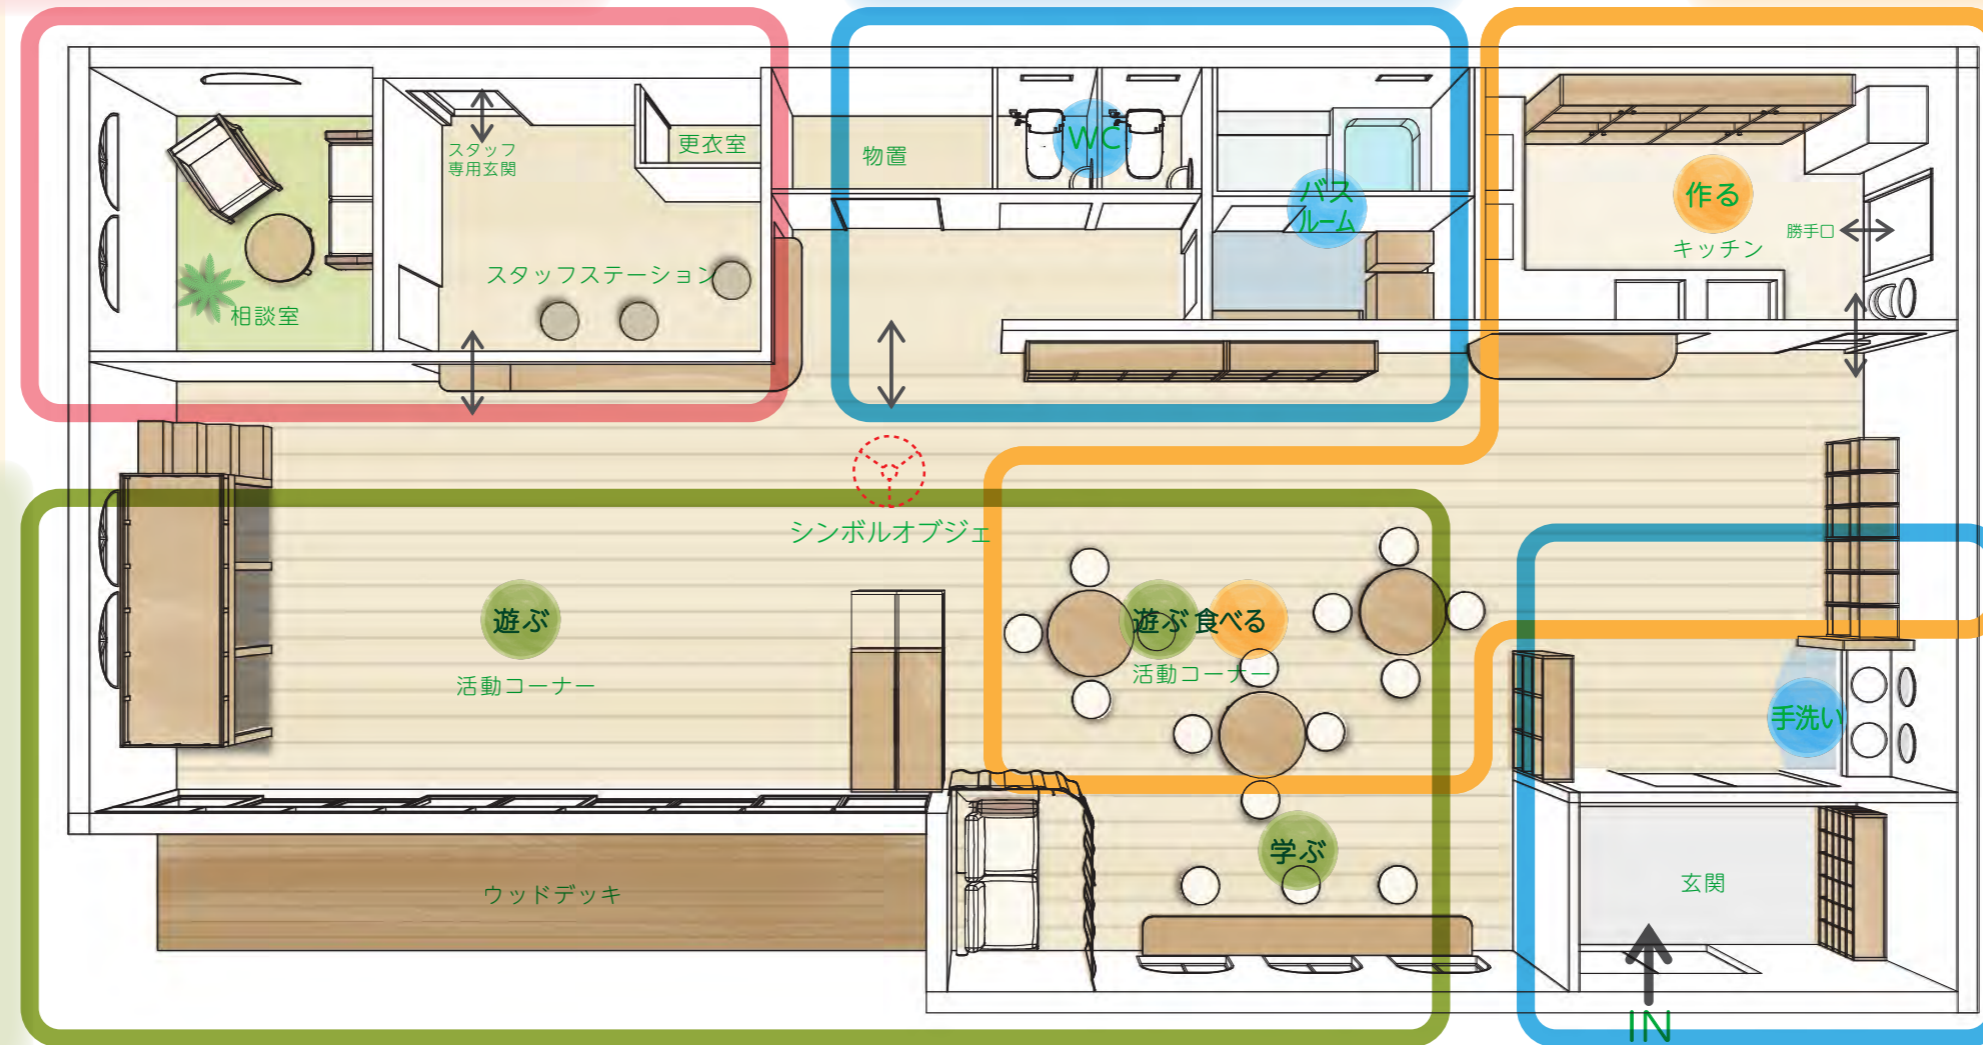 スタッフ
専用玄関
更衣室
物置
WC
バス
ルーム
作る
キッチン
勝手口
スタッフステーション
相談室
シンボルオブジェ
遊ぶ
活動コーナー
遊ぶ 食べる
活動コーナー
手洗い
学ぶ
ウッドデッキ
玄関
IN